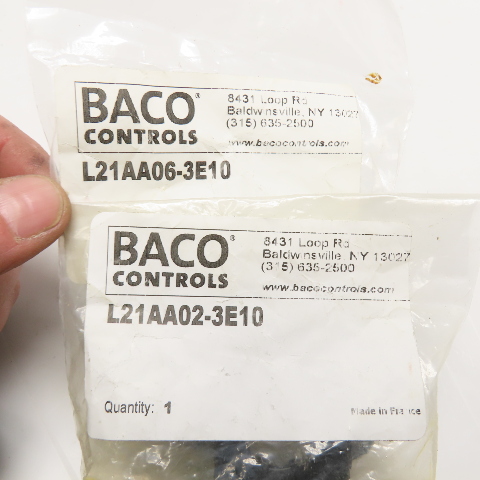 BACO®
CONTROLS
8431 Loop Rd
Baldwinsville, NY 13027
(315) 635-2500
www.bacocontrols.com
L21AA06-3E10
BACO®
CONTROLS
8431 Loop Rd
Baldwinsville, NY 13027
(315) 635-2500
www.bacocontrols.com
L21AA02-3E10
Quantity: 1
Made in France